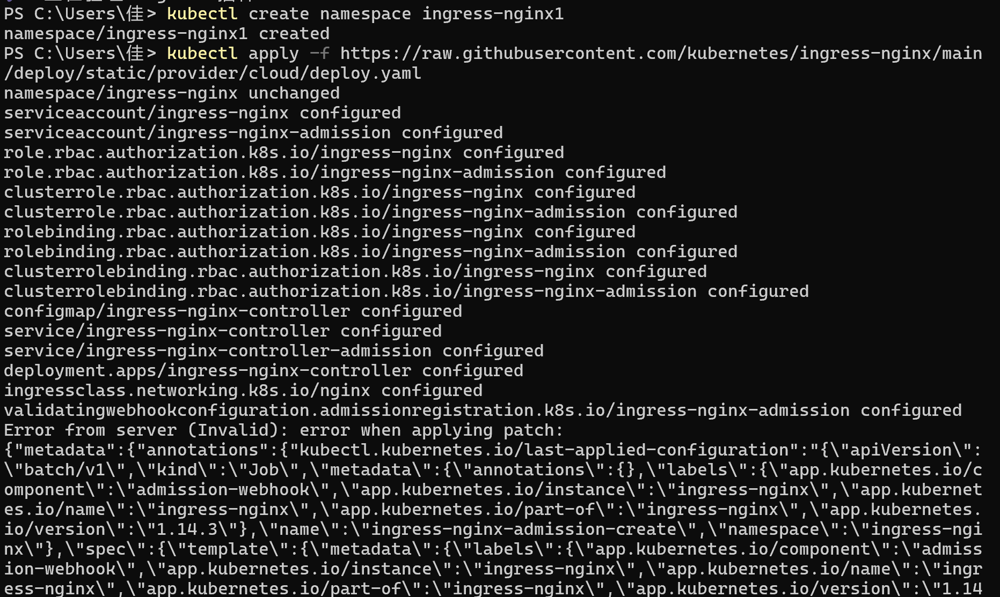 PS C:\Users\佳> kubectl create namespace ingress-nginx1
namespace/ingress-nginx1 created
PS C:\Users\佳> kubectl apply -f https://raw.githubusercontent.com/kubernetes/ingress-nginx/main
/deploy/static/provider/cloud/deploy.yaml
namespace/ingress-nginx unchanged
serviceaccount/ingress-nginx configured
serviceaccount/ingress-nginx-admission configured
role.rbac.authorization.k8s.io/ingress-nginx configured
role.rbac.authorization.k8s.io/ingress-nginx-admission configured
clusterrole.rbac.authorization.k8s.io/ingress-nginx configured
clusterrole.rbac.authorization.k8s.io/ingress-nginx-admission configured
rolebinding.rbac.authorization.k8s.io/ingress-nginx configured
rolebinding.rbac.authorization.k8s.io/ingress-nginx-admission configured
clusterrolebinding.rbac.authorization.k8s.io/ingress-nginx configured
clusterrolebinding.rbac.authorization.k8s.io/ingress-nginx-admission configured
configmap/ingress-nginx-controller configured
service/ingress-nginx-controller configured
service/ingress-nginx-controller-admission configured
deployment.apps/ingress-nginx-controller configured
ingressclass.networking.k8s.io/nginx configured
validatingwebhookconfiguration.admissionregistration.k8s.io/ingress-nginx-admission configured
Error from server (Invalid): error when applying patch:
{"metadata":{"annotations":{"kubectl.kubernetes.io/last-applied-configuration":"{\"apiVersion\":
\"batch/v1\",\"kind\":\"Job\",\"metadata\":{\"annotations\":{},\"labels\":{\"app.kubernetes.io/c
omponent\":\"admission-webhook\",\"app.kubernetes.io/instance\":\"ingress-nginx\",\"app.kubernet
es.io/name\":\"ingress-nginx\",\"app.kubernetes.io/part-of\":\"ingress-nginx\",\"app.kubernetes.
io/version\":\"1.14.3\"},\"name\":\"ingress-nginx-admission-create\",\"namespace\":\"ingress-ngi
nx\"},\"spec\":{\"template\":{\"metadata\":{\"labels\":{\"app.kubernetes.io/component\":\"admiss
ion-webhook\",\"app.kubernetes.io/instance\":\"ingress-nginx\",\"app.kubernetes.io/name\":\"ingr
ess-nginx\",\"app.kubernetes.io/part-of\":\"ingress-nginx\",\"app.kubernetes.io/version\":\"1.14